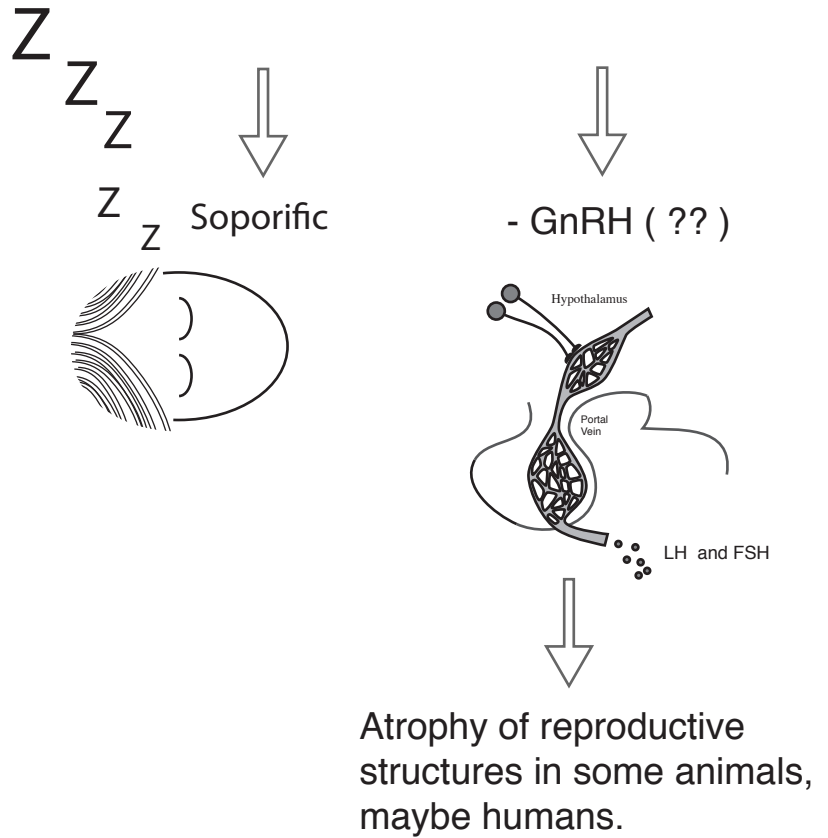 Z
Z
Z
Z
Z
Soporific
- GnRH ( ?? )
Hypothalamus
Portal
Vein
LH and FSH
Atrophy of reproductive
structures in some animals,
maybe humans.